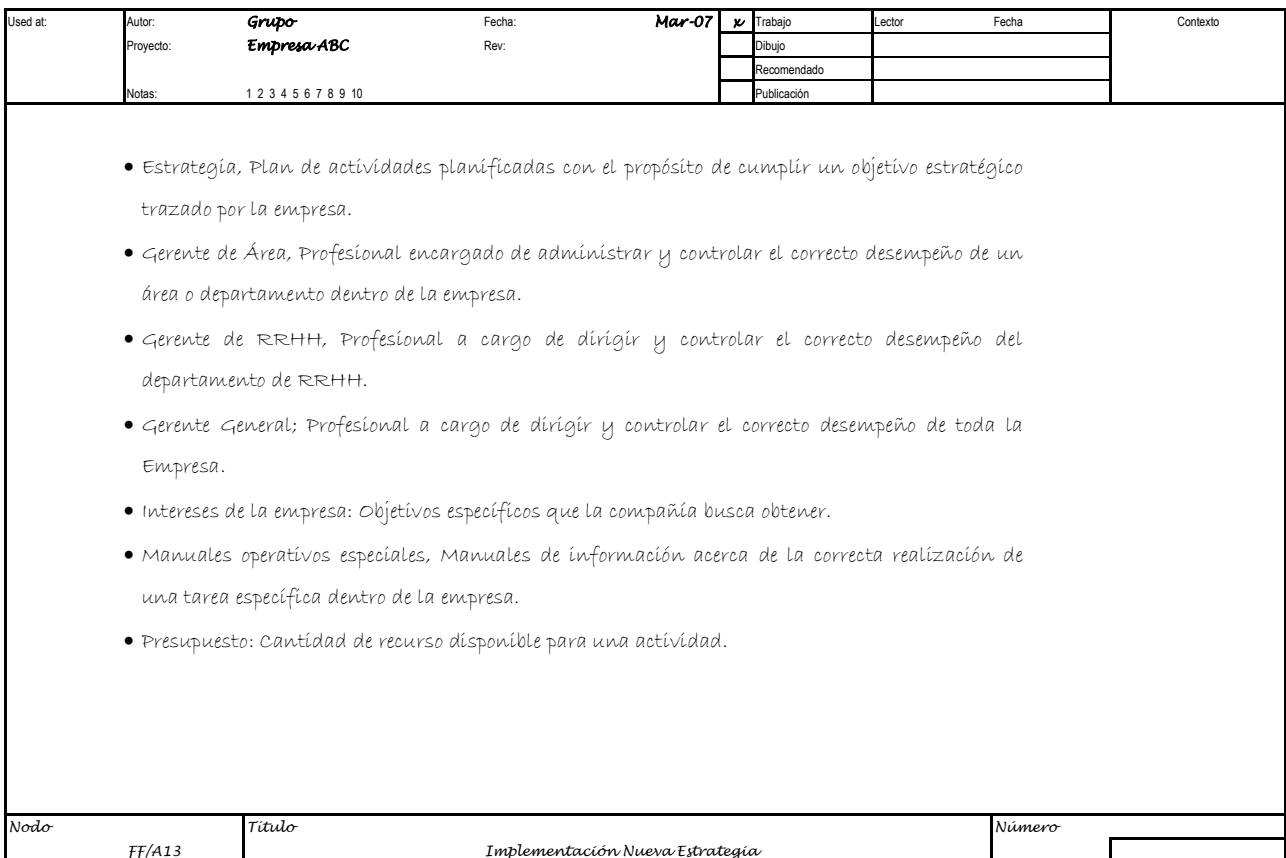 Used at: Autor: Grupo Fecha: Mar-07 x Trabajo Lector Fecha Contexto
Proyecto: Empresa ABC Rev: Dibujo
Recomendado
Notas: 1 2 3 4 5 6 7 8 9 10 Publicación
• Estrategia, Plan de actividades planificadas con el propósito de cumplir un objetivo estratégico
trazado por la empresa.
• Gerente de Área, Profesional encargado de administrar y controlar el correcto desempeño de un
área o departamento dentro de la empresa.
• Gerente de RRHH, Profesional a cargo de dirigir y controlar el correcto desempeño del
departamento de RRHH.
• Gerente General; Profesional a cargo de dirigir y controlar el correcto desempeño de toda la
Empresa.
• Intereses de la empresa: Objetivos específicos que la compañía busca obtener.
• Manuales operativos especiales, Manuales de información acerca de la correcta realización de
una tarea específica dentro de la empresa.
• Presupuesto: Cantidad de recurso disponible para una actividad.
Nodo Título Número
FF/A13 Implementación Nueva Estrategia